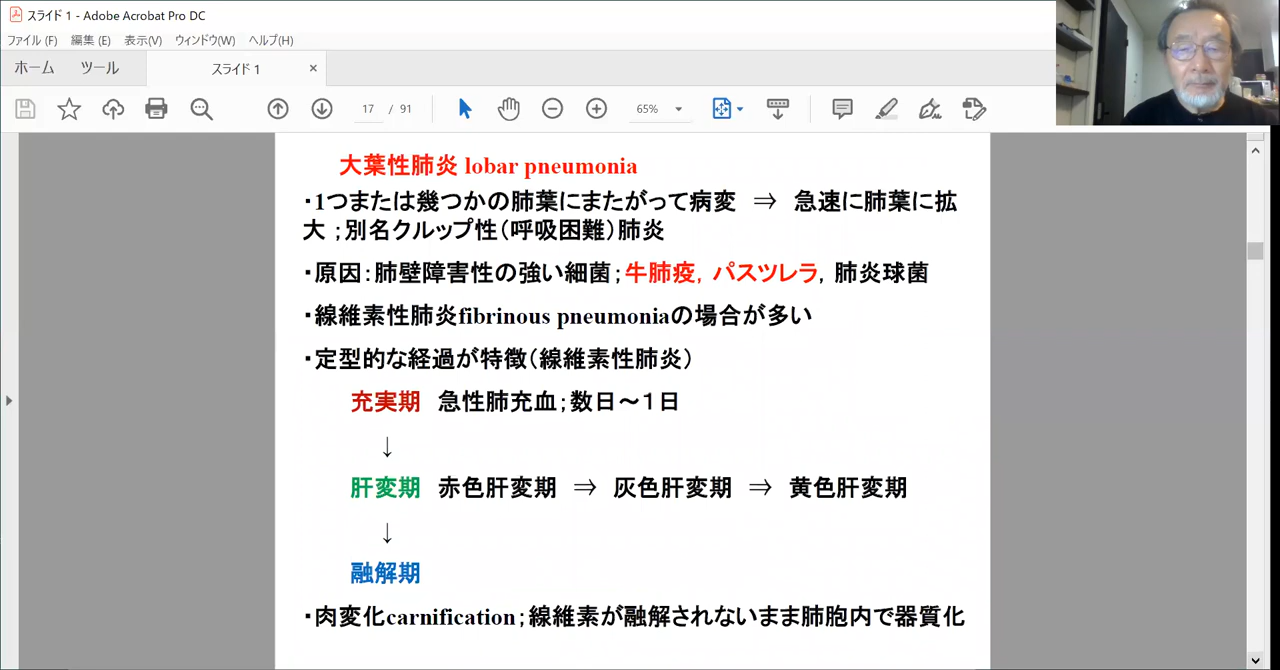 スライド 1 - Adobe Acrobat Pro DC
ファイル (F) 編集 (E) 表示(V) ウィンドウ(W) ヘルプ(H)
ホーム ツール スライド 1 ×
17 / 91 65%
大葉性肺炎 lobar pneumonia
・1つまたは幾つかの肺葉にまたがって病変 ⇒ 急速に肺葉に拡
大 ；別名クルップ性（呼吸困難）肺炎
・原因：肺壁障害性の強い細菌；牛肺疫，パスツレラ，肺炎球菌
・線維素性肺炎fibrinous pneumoniaの場合が多い
・定型的な経過が特徴（線維素性肺炎）
充実期 急性肺充血；数日～１日
↓
肝変期 赤色肝変期 ⇒ 灰色肝変期 ⇒ 黄色肝変期
↓
融解期
・肉変化carnification；線維素が融解されないまま肺胞内で器質化